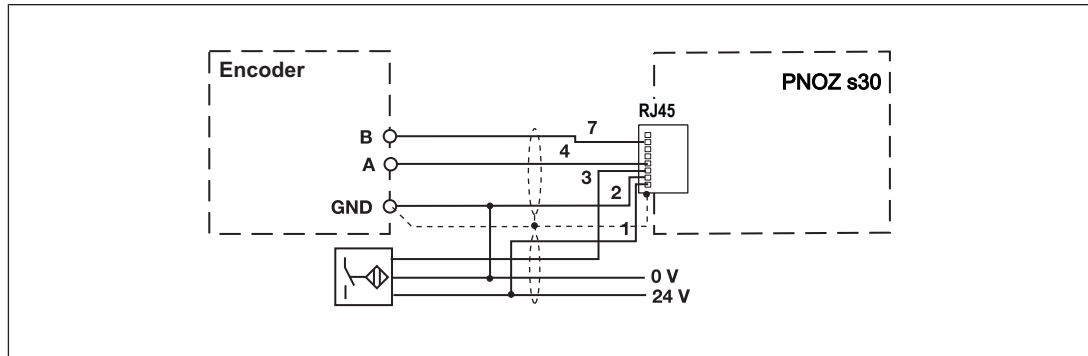 Encoder
PNOZ s30
RJ45
B
7
A
4
3
GND
2
1
0 V
24 V